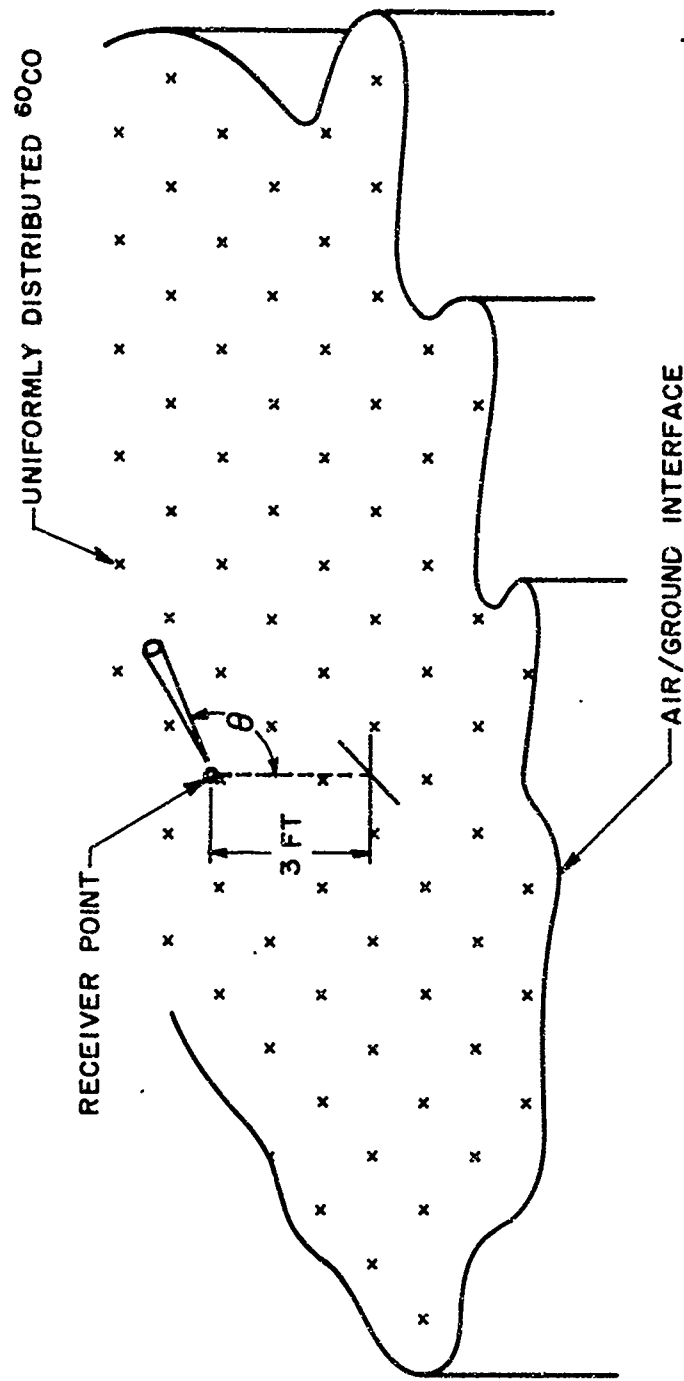 UNIFORMLY DISTRIBUTED ⁶⁰CO
RECEIVER POINT
θ
3 FT
AIR/GROUND INTERFACE